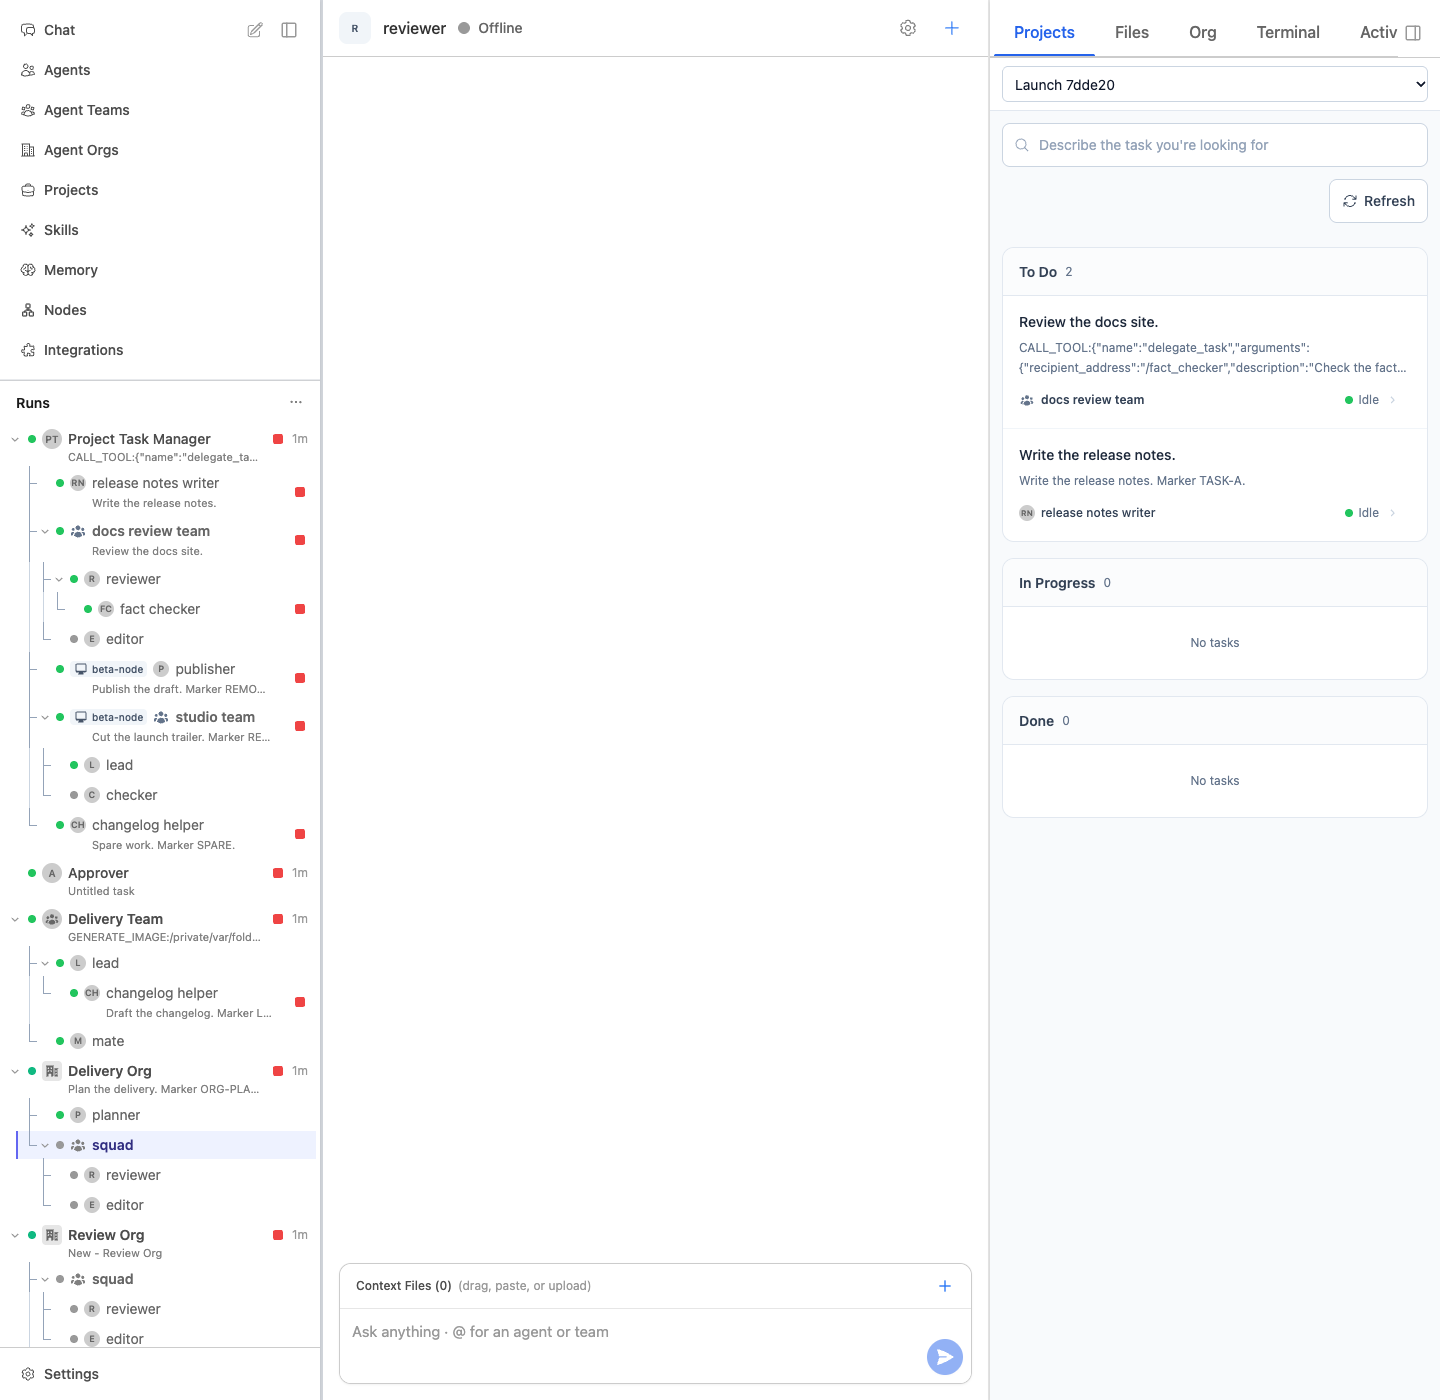 Chat
Agents
Agent Teams
Agent Orgs
Projects
Skills
Memory
Nodes
Integrations
Runs
PT Project Task Manager 1m
CALL_TOOL:{"name":"delegate_ta...
RN release notes writer
Write the release notes.
docs review team
Review the docs site.
R reviewer
FC fact checker
E editor
beta-node P publisher
Publish the draft. Marker REMO...
beta-node studio team
Cut the launch trailer. Marker RE...
L lead
C checker
CH changelog helper
Spare work. Marker SPARE.
A Approver 1m
Untitled task
Delivery Team 1m
GENERATE_IMAGE:/private/var/fold...
L lead
CH changelog helper
Draft the changelog. Marker L...
M mate
Delivery Org 1m
Plan the delivery. Marker ORG-PLA...
P planner
squad
R reviewer
E editor
Review Org 1m
New - Review Org
squad
R reviewer
E editor
Settings
R reviewer Offline
Context Files (0) (drag, paste, or upload)
Ask anything · @ for an agent or team
Projects Files Org Terminal Activ
Launch 7dde20
Describe the task you're looking for
Refresh
To Do 2
Review the docs site.
CALL_TOOL:{"name":"delegate_task","arguments":
{"recipient_address":"/fact_checker","description":"Check the fact...
docs review team Idle
Write the release notes.
Write the release notes. Marker TASK-A.
RN release notes writer Idle
In Progress 0
No tasks
Done 0
No tasks